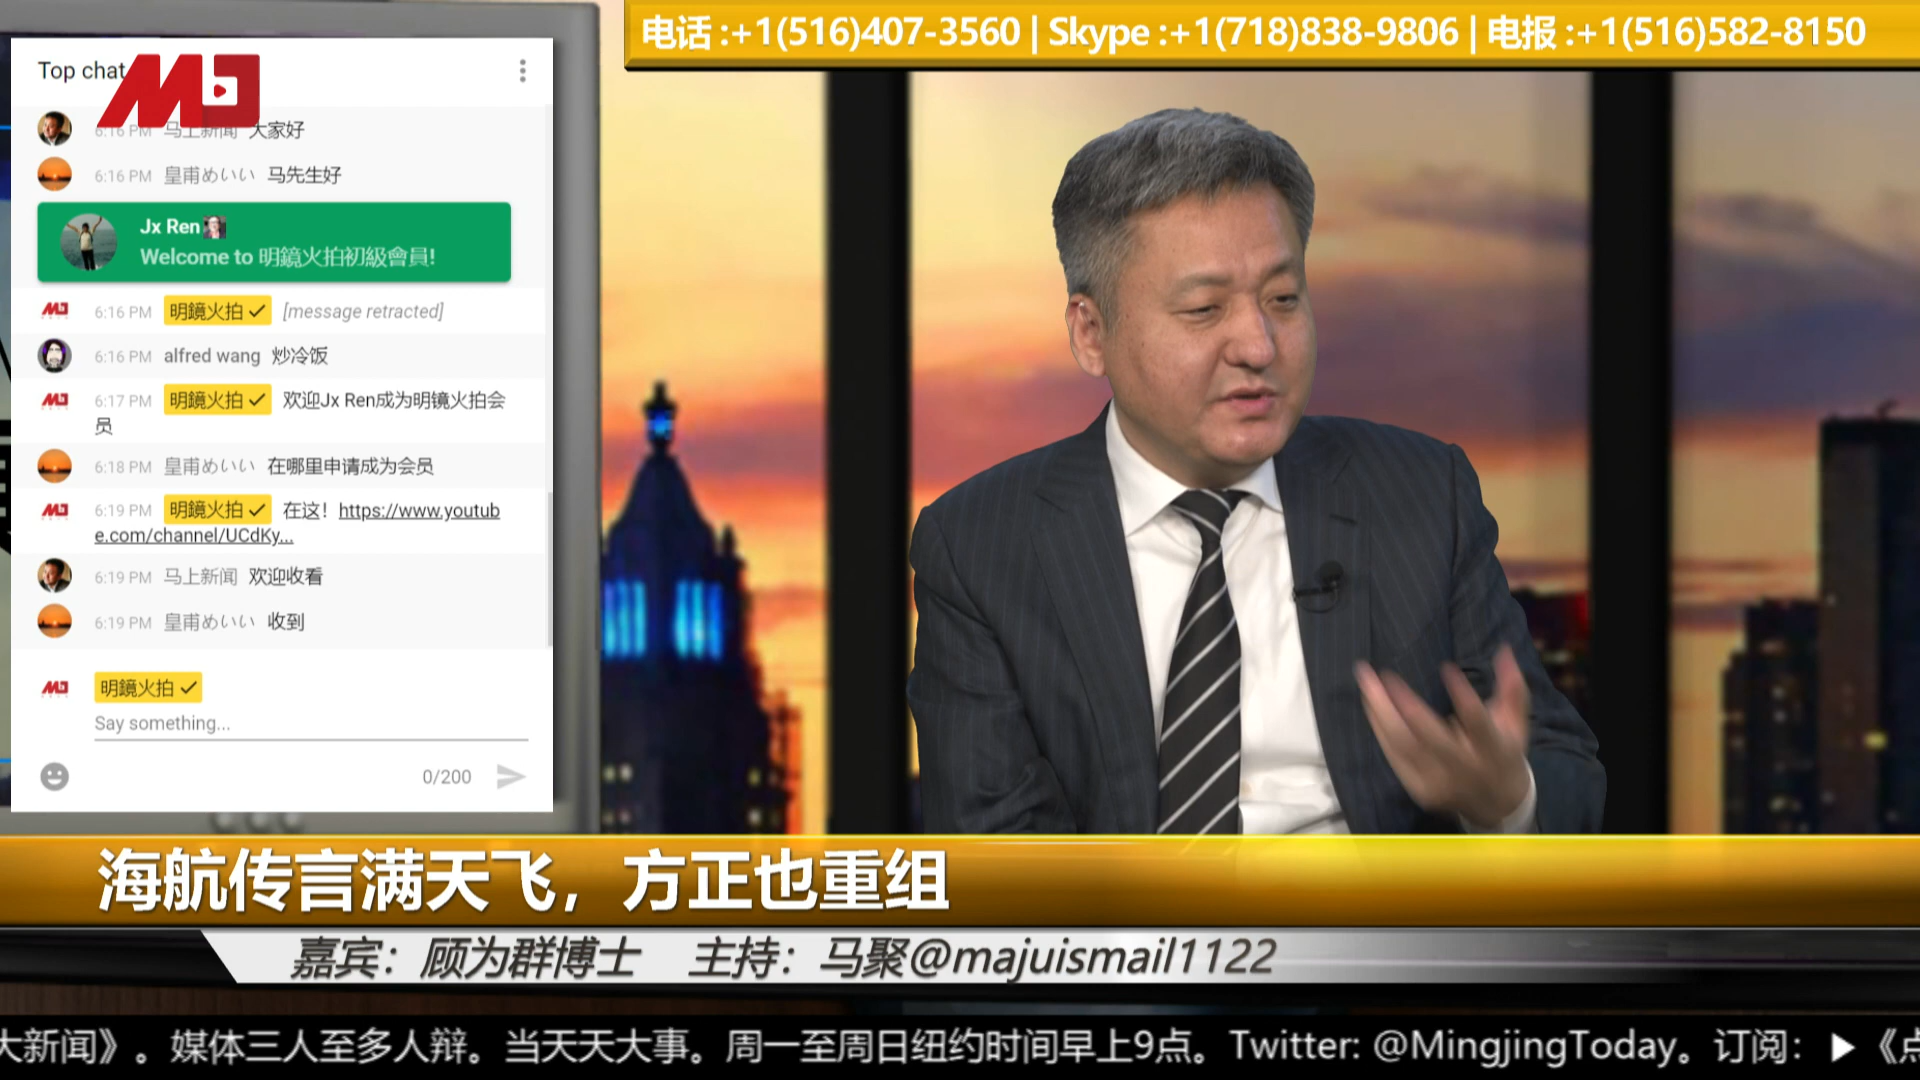 电话 :+1(516)407-3560 | Skype :+1(718)838-9806 | 电报 :+1(516)582-8150
Top chat
MJ
6:16 PM 马上新闻 大家好
6:16 PM 皇甫めいい 马先生好
Jx Ren
Welcome to 明鏡火拍初級會員!
6:16 PM 明鏡火拍 [message retracted]
6:16 PM alfred wang 炒冷饭
6:17 PM 明鏡火拍 欢迎Jx Ren成为明镜火拍会
员
6:18 PM 皇甫めいい 在哪里申请成为会员
6:19 PM 明鏡火拍 在这！https://www.youtub
e.com/channel/UCdKy...
6:19 PM 马上新闻 欢迎收看
6:19 PM 皇甫めいい 收到
明鏡火拍
Say something...
0/200
海航传言满天飞，方正也重组
嘉宾：顾为群博士 主持：马聚@majuismail1122
大新闻》。媒体三人至多人辩。当天天大事。周一至周日纽约时间早上9点。Twitter: @MingjingToday。订阅：▶《点